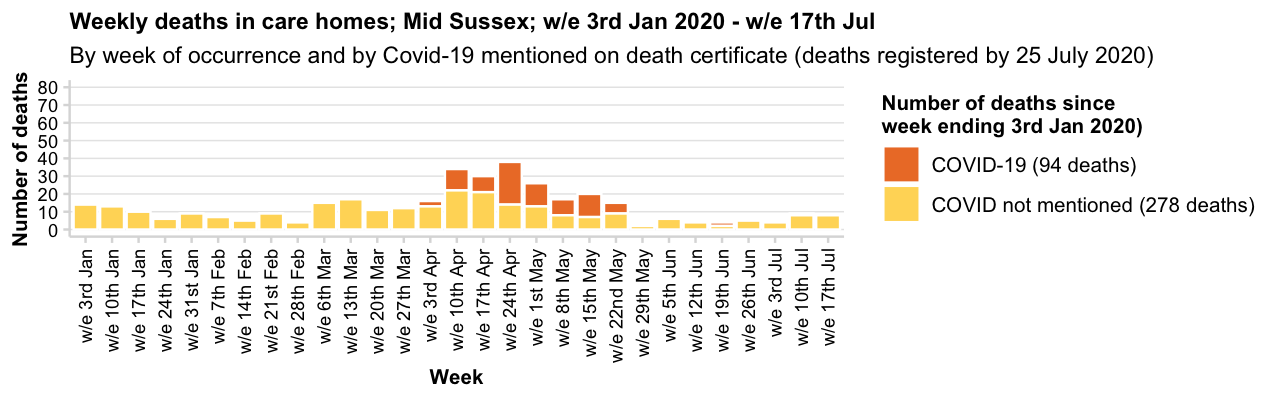 Weekly deaths in care homes; Mid Sussex; w/e 3rd Jan 2020 - w/e 17th Jul
By week of occurrence and by Covid-19 mentioned on death certificate (deaths registered by 25 July 2020)
Number of deaths
80
70
60
50
40
30
20
10
0
w/e 3rd Jan
w/e 10th Jan
w/e 17th Jan
w/e 24th Jan
w/e 31st Jan
w/e 7th Feb
w/e 14th Feb
w/e 21st Feb
w/e 28th Feb
w/e 6th Mar
w/e 13th Mar
w/e 20th Mar
w/e 27th Mar
w/e 3rd Apr
w/e 10th Apr
w/e 17th Apr
w/e 24th Apr
w/e 1st May
w/e 8th May
w/e 15th May
w/e 22nd May
w/e 29th May
w/e 5th Jun
w/e 12th Jun
w/e 19th Jun
w/e 26th Jun
w/e 3rd Jul
w/e 10th Jul
w/e 17th Jul
Week
Number of deaths since
week ending 3rd Jan 2020)
COVID-19 (94 deaths)
COVID not mentioned (278 deaths)